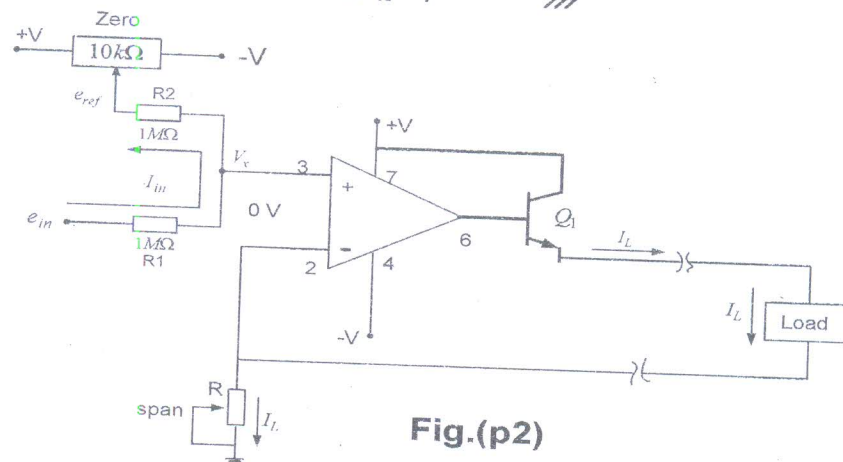 Zero
+V
10kΩ
-V
e_ref
R2
1MΩ
I_in
e_in
1MΩ
R1
V_x
0 V
3
+
-
2
7
4
6
+V
-V
Q_1
I_L
I_L
Load
R
span
I_L
Fig.(p2)